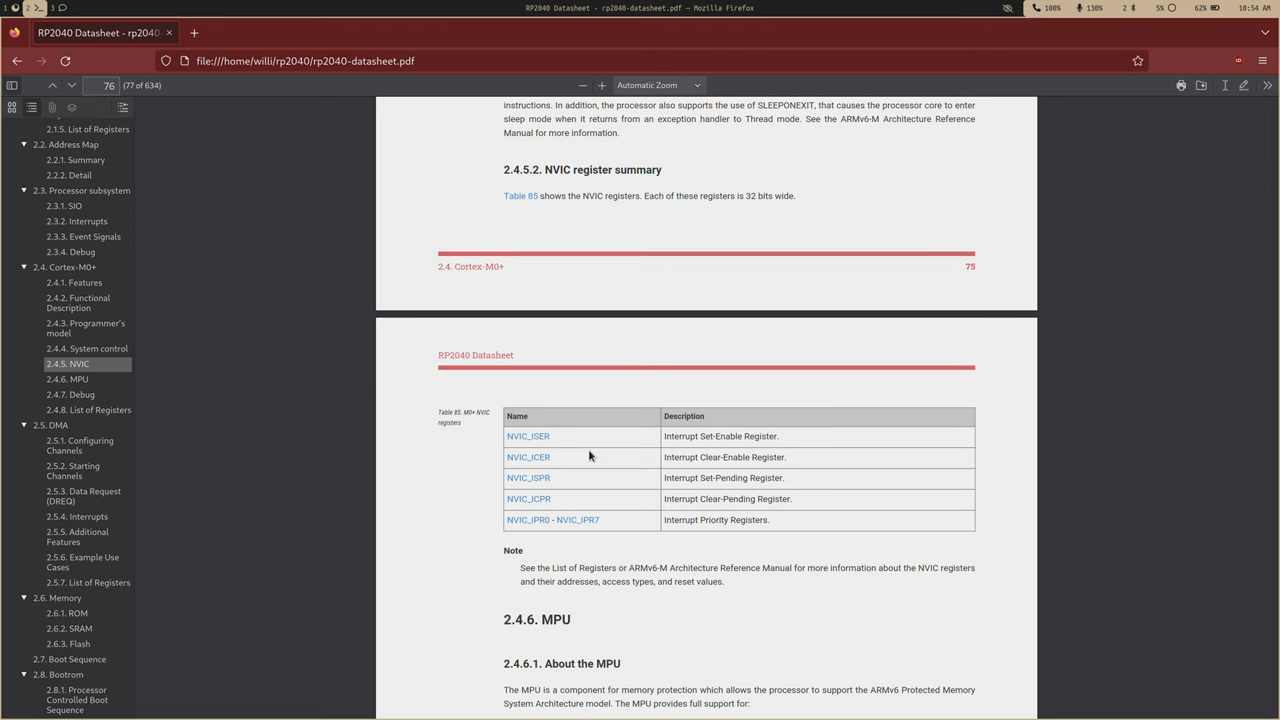 1
2
3
RP2040 Datasheet - rp2040-datasheet.pdf — Mozilla Firefox
100%
130%
2
5%
62%
10:54 AM
RP2040 Datasheet - rp2040-
file:///home/willi/rp2040/rp2040-datasheet.pdf
76
(77 of 634)
Automatic Zoom
2.1.5. List of Registers
2.2. Address Map
2.2.1. Summary
2.2.2. Detail
2.3. Processor subsystem
2.3.1. SIO
2.3.2. Interrupts
2.3.3. Event Signals
2.3.4. Debug
2.4. Cortex-M0+
2.4.1. Features
2.4.2. Functional
Description
2.4.3. Programmer's
model
2.4.4. System control
2.4.5. NVIC
2.4.6. MPU
2.4.7. Debug
2.4.8. List of Registers
2.5. DMA
2.5.1. Configuring
Channels
2.5.2. Starting
Channels
2.5.3. Data Request
(DREQ)
2.5.4. Interrupts
2.5.5. Additional
Features
2.5.6. Example Use
Cases
2.5.7. List of Registers
2.6. Memory
2.6.1. ROM
2.6.2. SRAM
2.6.3. Flash
2.7. Boot Sequence
2.8. Bootrom
2.8.1. Processor
Controlled Boot
Sequence
instructions. In addition, the processor also supports the use of SLEEPONEXIT, that causes the processor core to enter
sleep mode when it returns from an exception handler to Thread mode. See the ARMv6-M Architecture Reference
Manual for more information.
2.4.5.2. NVIC register summary
Table 85 shows the NVIC registers. Each of these registers is 32 bits wide.
2.4. Cortex-M0+ 75
RP2040 Datasheet
Table 85. M0+ NVIC
registers
Name Description
NVIC_ISER Interrupt Set-Enable Register.
NVIC_ICER Interrupt Clear-Enable Register.
NVIC_ISPR Interrupt Set-Pending Register.
NVIC_ICPR Interrupt Clear-Pending Register.
NVIC_IPR0 - NVIC_IPR7 Interrupt Priority Registers.
Note
See the List of Registers or ARMv6-M Architecture Reference Manual for more information about the NVIC registers
and their addresses, access types, and reset values.
2.4.6. MPU
2.4.6.1. About the MPU
The MPU is a component for memory protection which allows the processor to support the ARMv6 Protected Memory
System Architecture model. The MPU provides full support for: